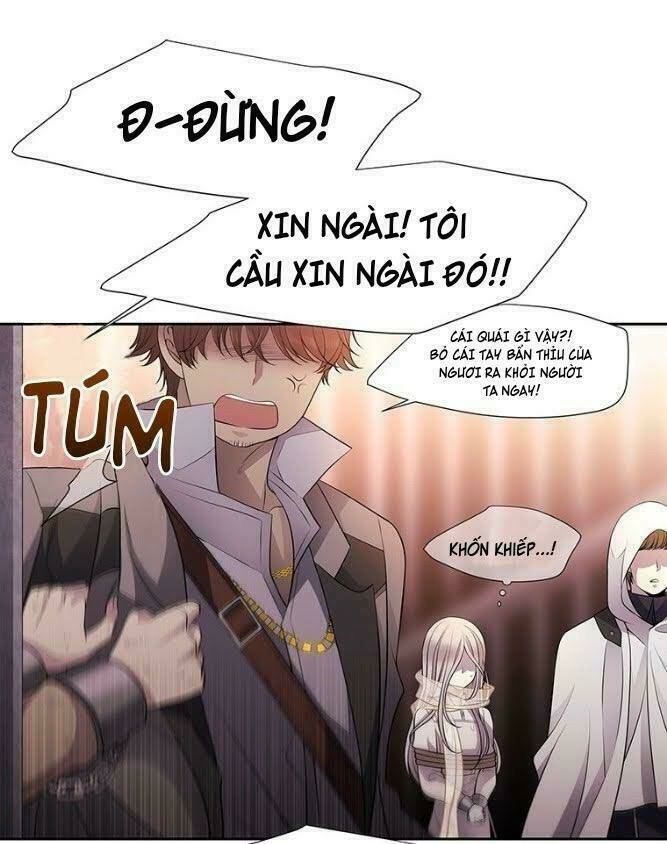 Đ-ĐỪNG!
XIN NGÀI! TÔI
CẦU XIN NGÀI ĐÓ!!
CÁI QUÁI GÌ VẬY?!
BỎ CÁI TAY BẨN THỈU CỦA
NGƯƠI RA KHỎI NGƯỜI
TA NGAY!
TÚM
KHỐN KHIẾP...!